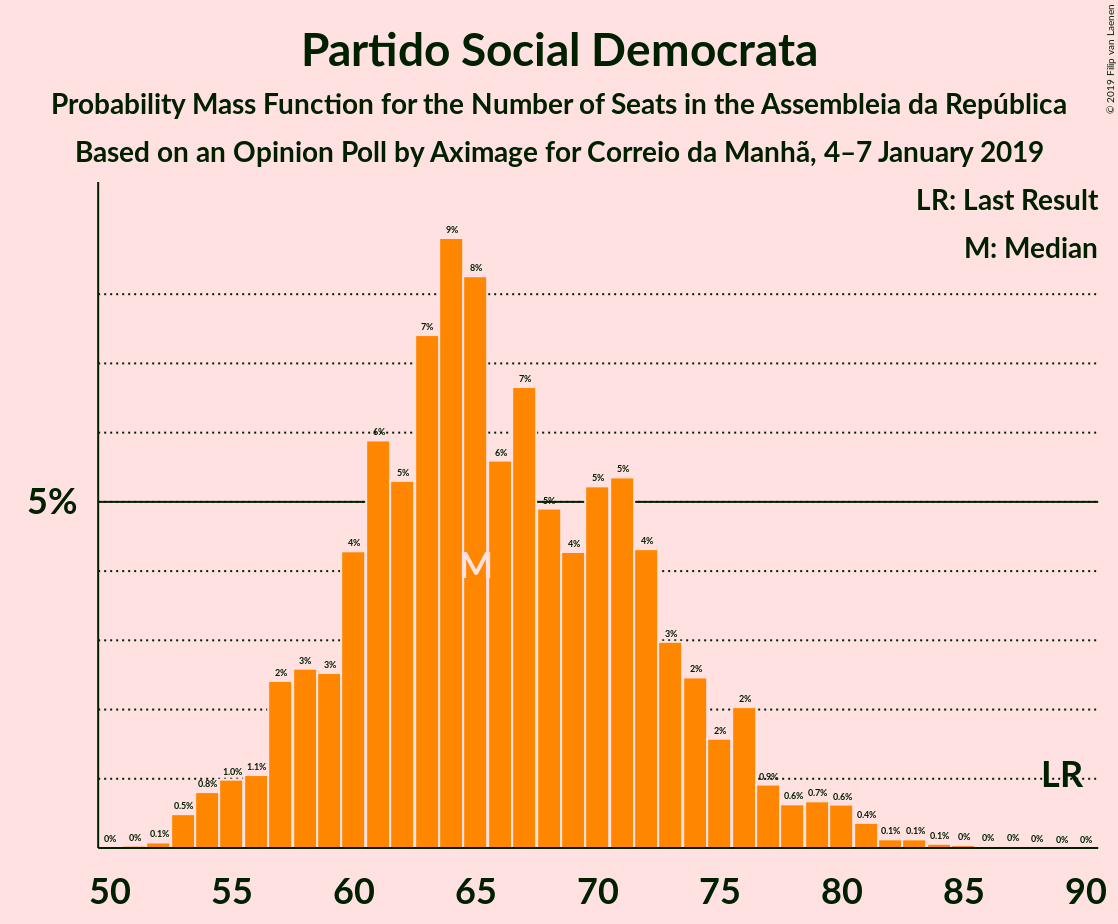 Partido Social Democrata
Probability Mass Function for the Number of Seats in the Assembleia da República
Based on an Opinion Poll by Aximage for Correio da Manhã, 4–7 January 2019
© 2019 Filip van Laenen
LR: Last Result
M: Median
5%
0% 0% 0.1% 0.5% 0.8% 1.0% 1.1% 2% 3% 3% 4% 6% 5% 7% 9% 8% 6% 7% 5% 4% 5% 5% 4% 3% 2% 2% 2% 0.9% 0.6% 0.7% 0.6% 0.4% 0.1% 0.1% 0.1% 0% 0% 0% 0% 0% 0%
M
LR
50 55 60 65 70 75 80 85 90